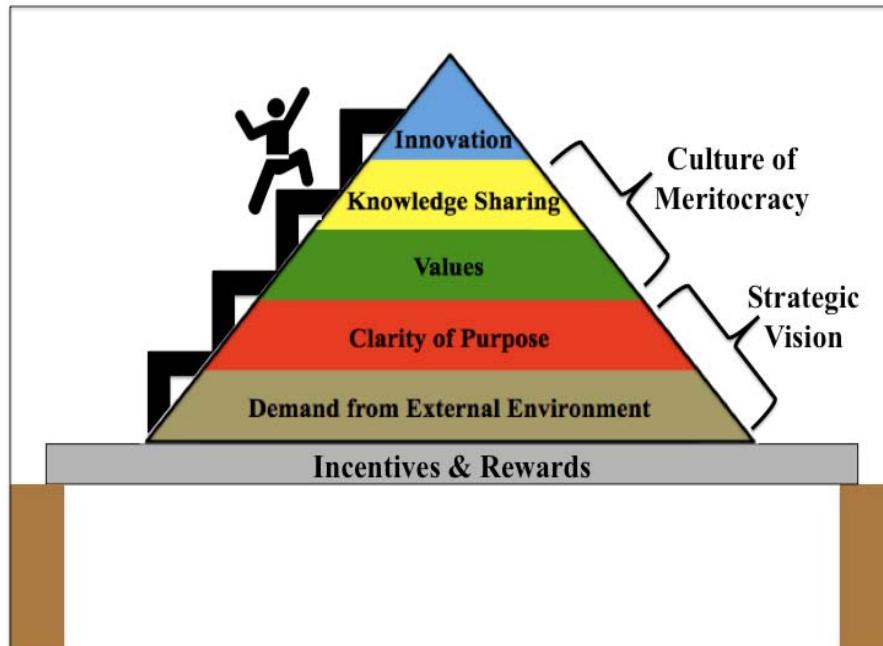 Innovation
Knowledge Sharing
Values
Clarity of Purpose
Demand from External Environment
Incentives & Rewards
Culture of
Meritocracy
Strategic
Vision